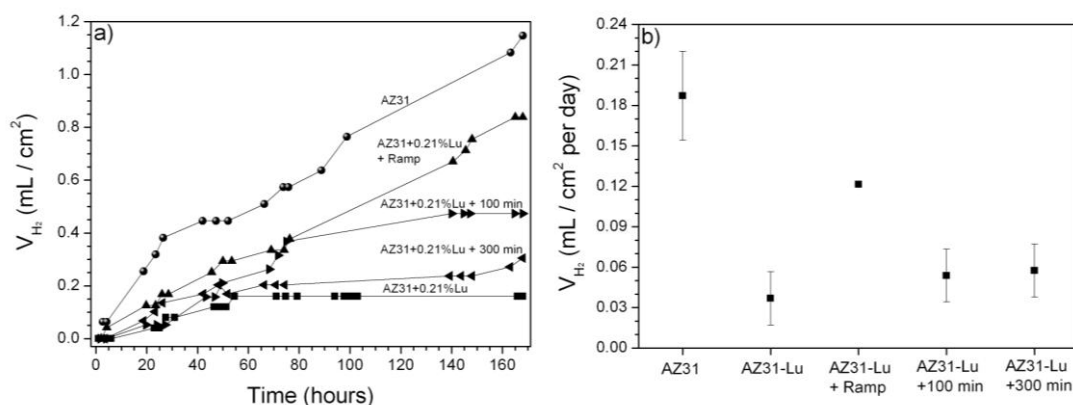 a)
1.2
1.0
0.8
0.6
0.4
0.2
0.0
V_H₂ (mL / cm²)
AZ31
AZ31+0.21%Lu
+ Ramp
AZ31+0.21%Lu + 100 min
AZ31+0.21%Lu + 300 min
AZ31+0.21%Lu
0 20 40 60 80 100 120 140 160
Time (hours)
b)
0.24
0.21
0.18
0.15
0.12
0.09
0.06
0.03
0.00
V_H₂ (mL / cm² per day)
AZ31 AZ31-Lu AZ31-Lu AZ31-Lu AZ31-Lu
+ Ramp +100 min +300 min